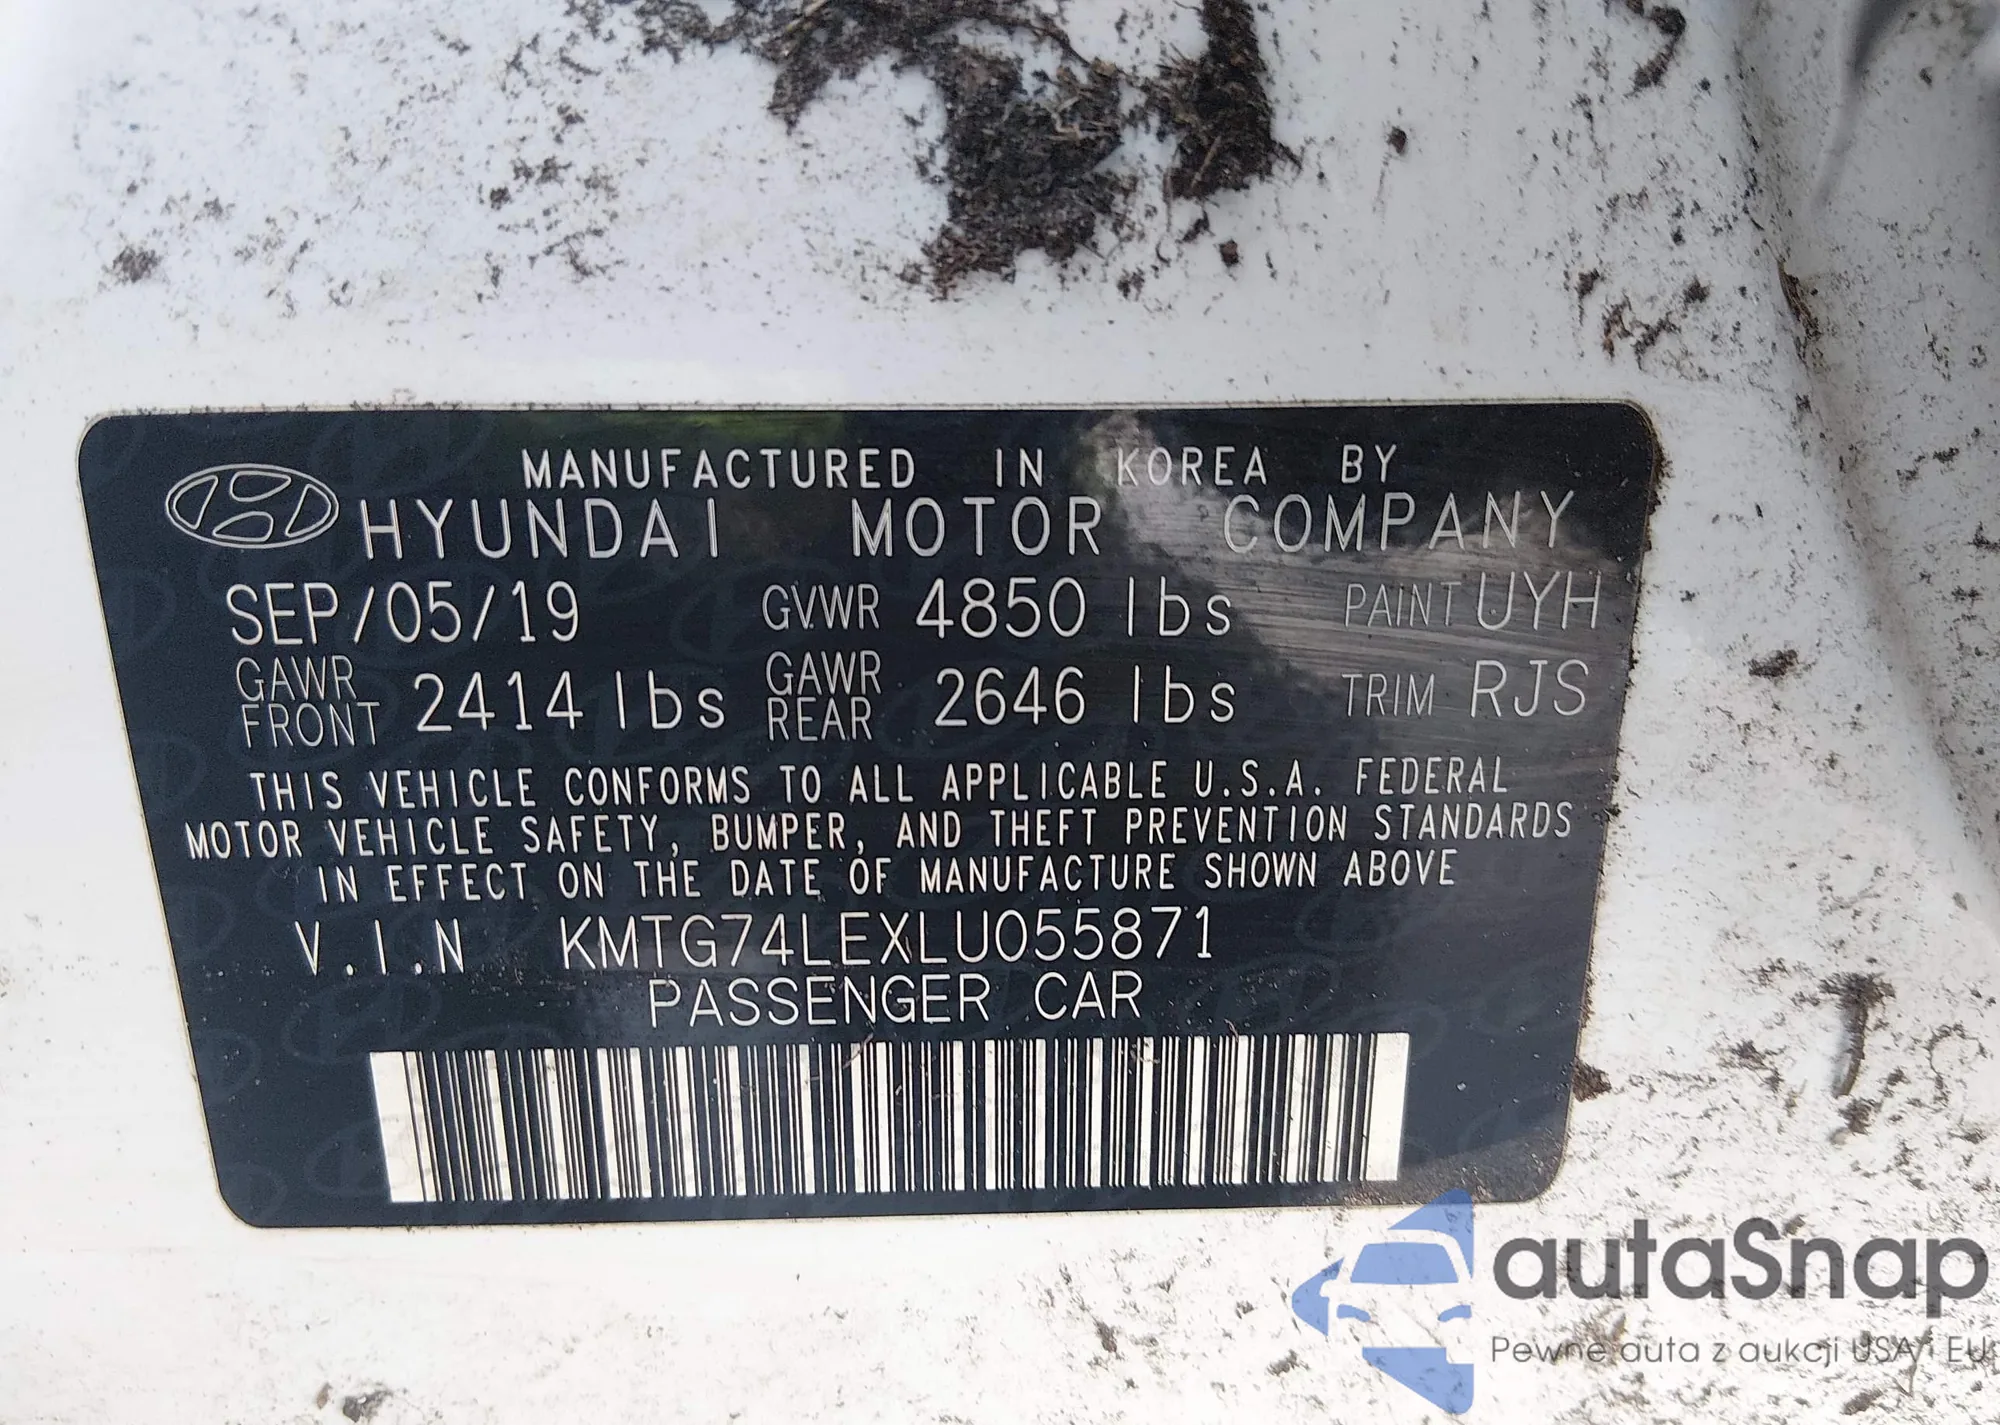 MANUFACTURED IN KOREA BY
HYUNDAI MOTOR COMPANY
SEP/05/19 GVWR 4850 lbs PAINT UYH
GAWR FRONT 2414 lbs GAWR REAR 2646 lbs TRIM RJS
THIS VEHICLE CONFORMS TO ALL APPLICABLE U.S.A. FEDERAL
MOTOR VEHICLE SAFETY, BUMPER, AND THEFT PREVENTION STANDARDS
IN EFFECT ON THE DATE OF MANUFACTURE SHOWN ABOVE
V.I.N KMTG74LEXLU055871
PASSENGER CAR
autaSnap
Pewne auta z aukcji USA i EU